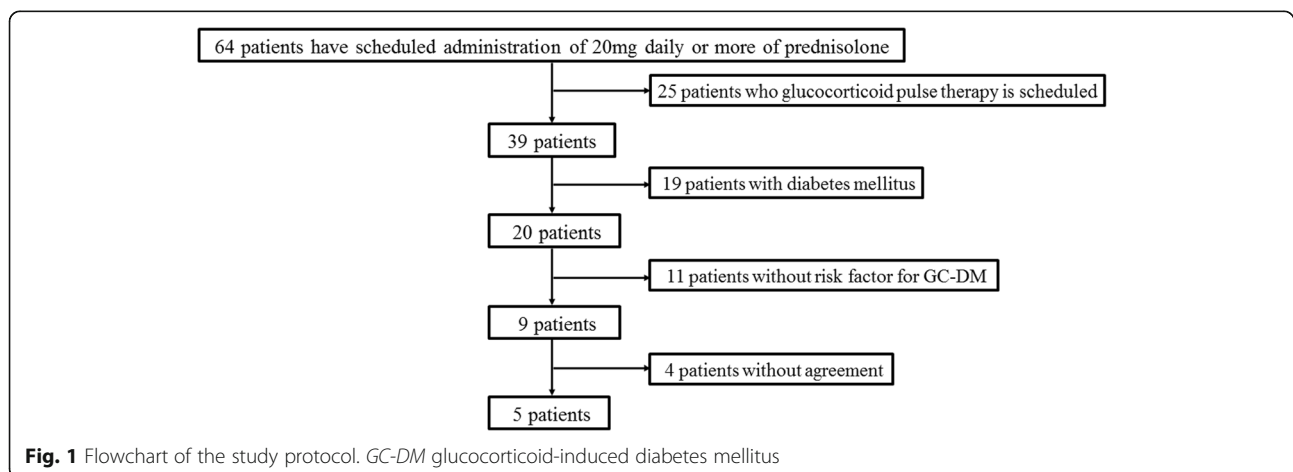 64 patients have scheduled administration of 20mg daily or more of prednisolone
25 patients who glucocorticoid pulse therapy is scheduled
39 patients
19 patients with diabetes mellitus
20 patients
11 patients without risk factor for GC-DM
9 patients
4 patients without agreement
5 patients
Fig. 1 Flowchart of the study protocol. GC-DM glucocorticoid-induced diabetes mellitus